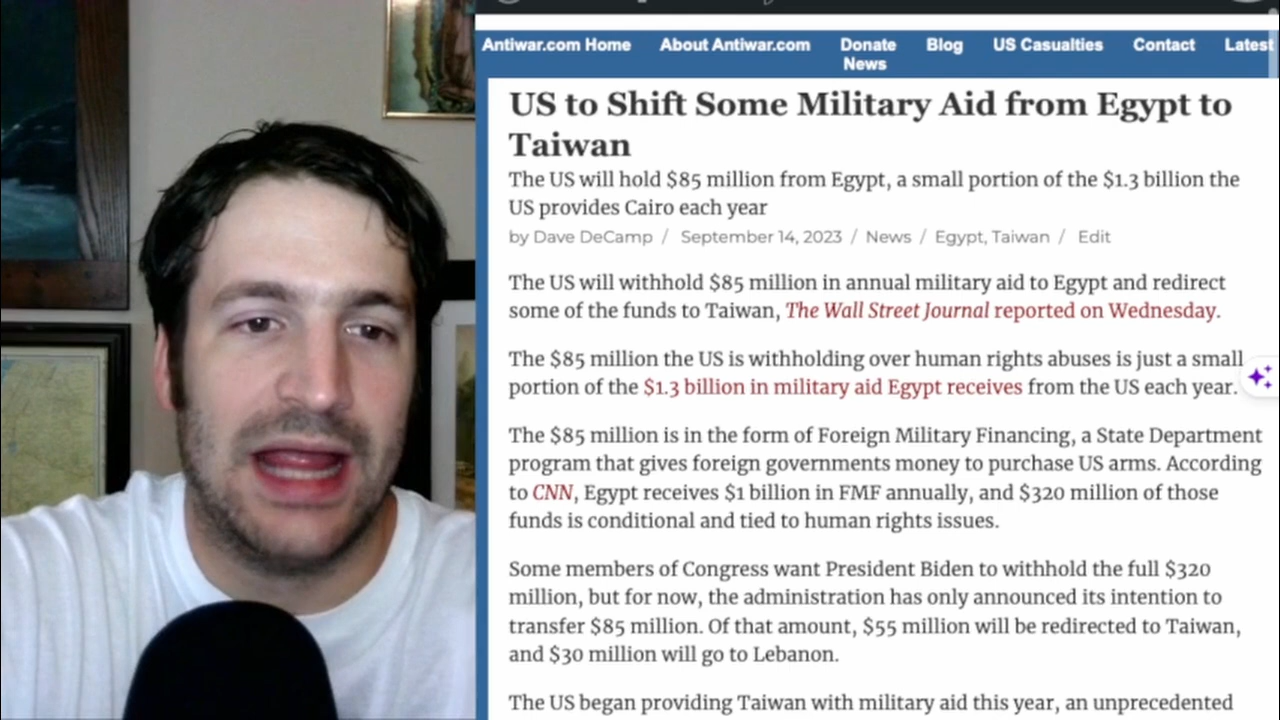 Antiwar.com Home About Antiwar.com Donate Blog US Casualties Contact Latest
News
US to Shift Some Military Aid from Egypt to
Taiwan
The US will hold $85 million from Egypt, a small portion of the $1.3 billion the
US provides Cairo each year
by Dave DeCamp / September 14, 2023 / News / Egypt, Taiwan / Edit
The US will withhold $85 million in annual military aid to Egypt and redirect
some of the funds to Taiwan, The Wall Street Journal reported on Wednesday.
The $85 million the US is withholding over human rights abuses is just a small
portion of the $1.3 billion in military aid Egypt receives from the US each year.
The $85 million is in the form of Foreign Military Financing, a State Department
program that gives foreign governments money to purchase US arms. According
to CNN, Egypt receives $1 billion in FMF annually, and $320 million of those
funds is conditional and tied to human rights issues.
Some members of Congress want President Biden to withhold the full $320
million, but for now, the administration has only announced its intention to
transfer $85 million. Of that amount, $55 million will be redirected to Taiwan,
and $30 million will go to Lebanon.
The US began providing Taiwan with military aid this year, an unprecedented